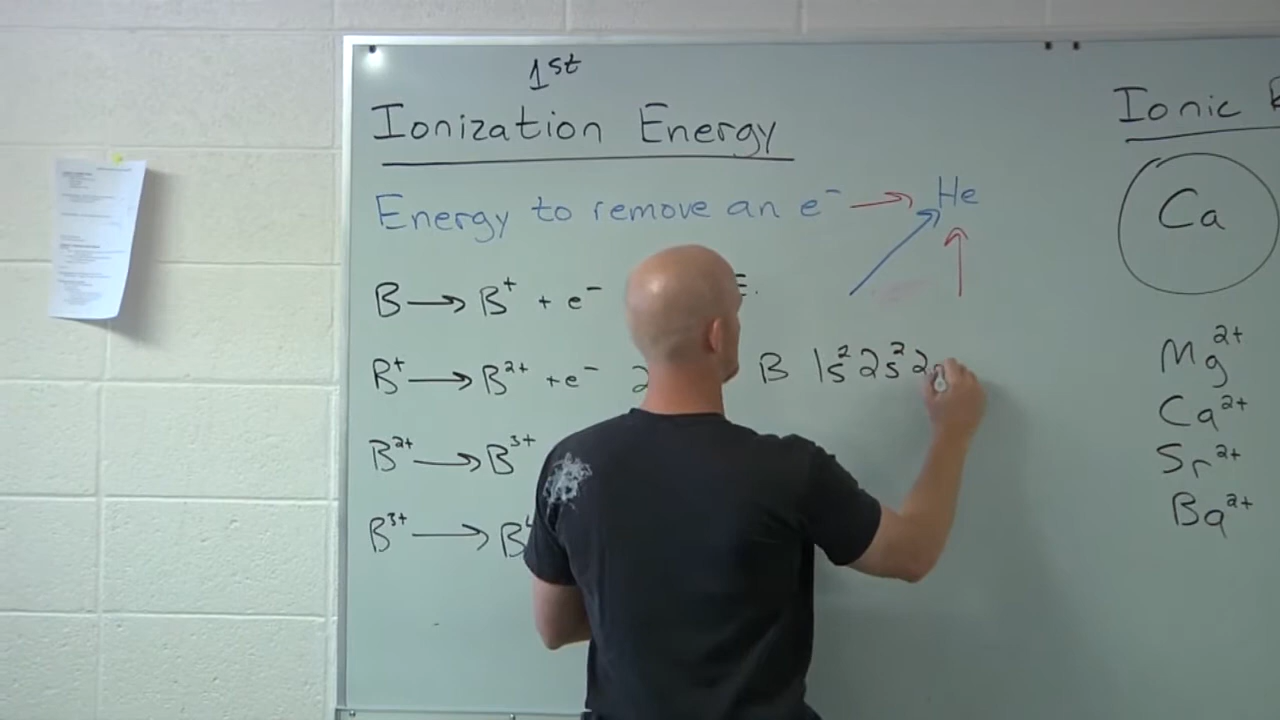 1st
Ionization Energy
Energy to remove an e⁻ → He
B → B⁺ + e⁻ E.
B⁺ → B²⁺ + e⁻ 2
B 1s² 2s² 2p
B²⁺ → B³⁺
B³⁺ → B
Ionic
Ca
Mg²⁺
Ca²⁺
Sr²⁺
Ba²⁺